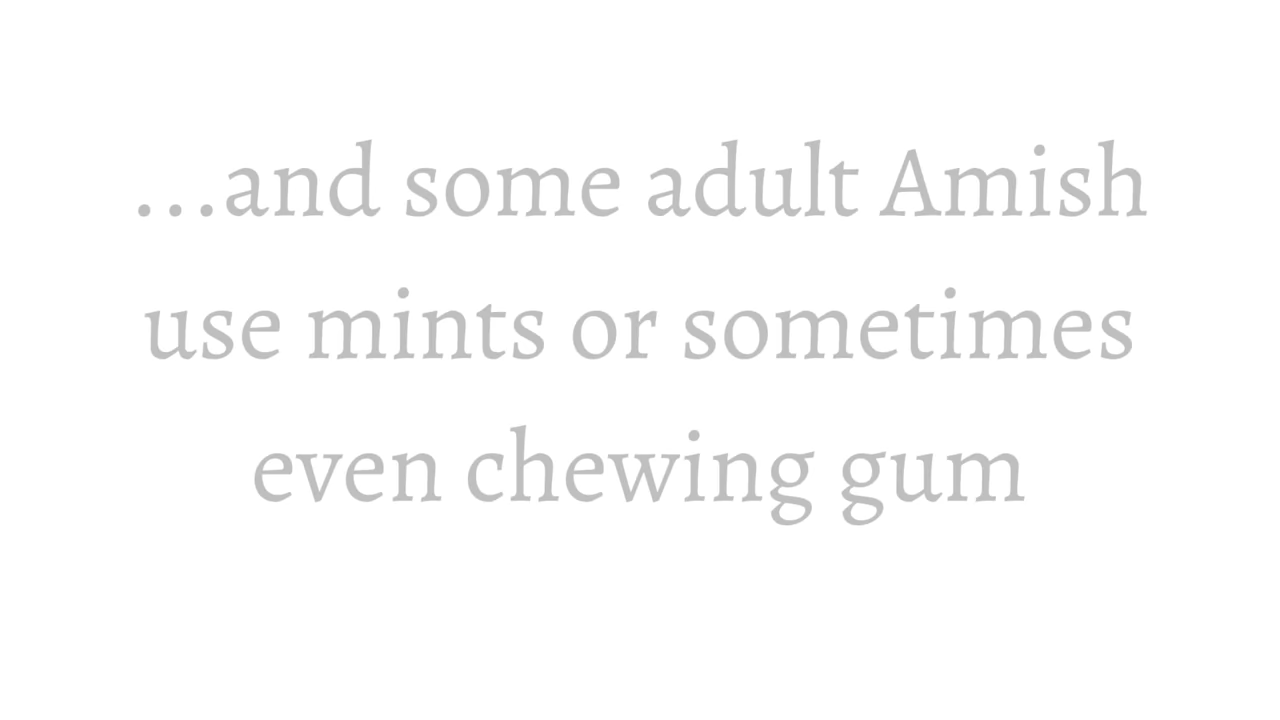 ...and some adult Amish
use mints or sometimes
even chewing gum